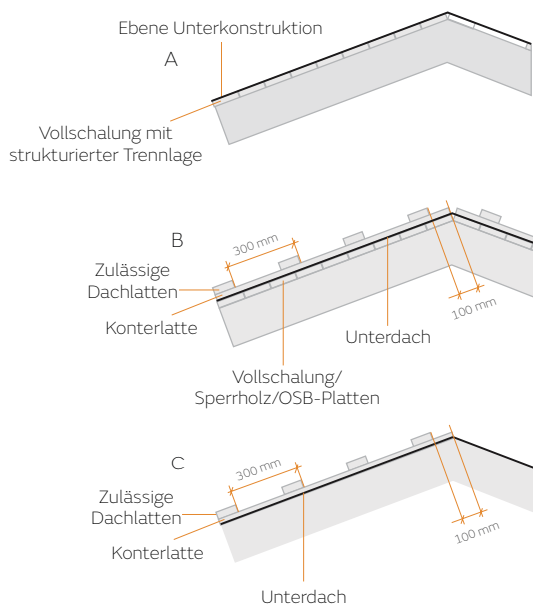 Ebene Unterkonstruktion
A
Vollschalung mit
strukturierter Trennlage
B
300 mm
Zulässige
Dachlatten
Konterlatte
Unterdach
100 mm
Vollschalung/
Sperrholz/OSB-Platten
C
300 mm
Zulässige
Dachlatten
Konterlatte
100 mm
Unterdach